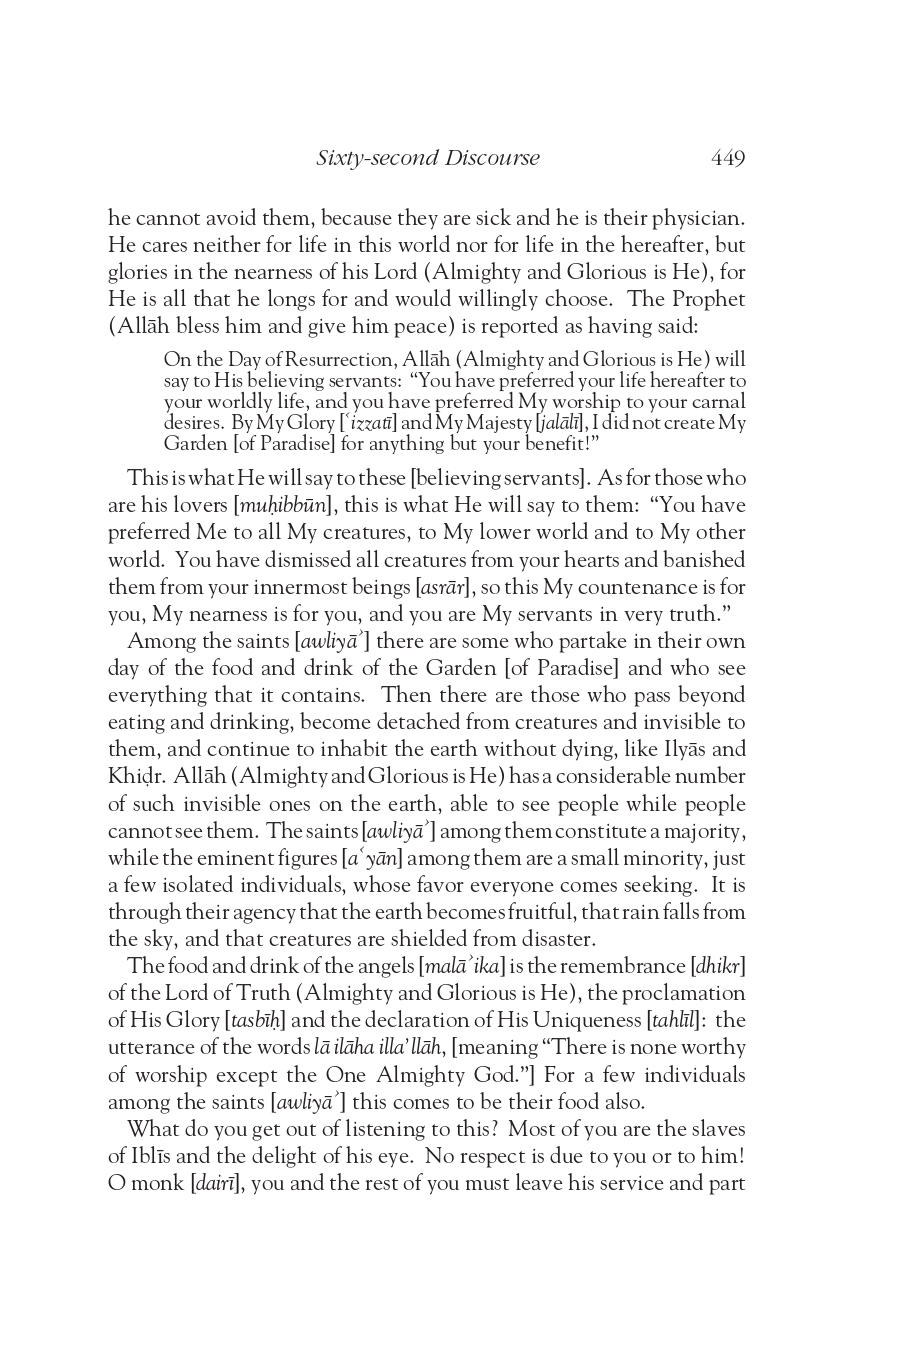 Sixty-second Discourse 449
he cannot avoid them, because they are sick and he is their physician.
He cares neither for life in this world nor for life in the hereafter, but
glories in the nearness of his Lord (Almighty and Glorious is He), for
He is all that he longs for and would willingly choose. The Prophet
(Allāh bless him and give him peace) is reported as having said:
On the Day of Resurrection, Allāh (Almighty and Glorious is He) will
say to His believing servants: “You have preferred your life hereafter to
your worldly life, and you have preferred My worship to your carnal
desires. By My Glory [ʿizzatī] and My Majesty [jalālī], I did not create My
Garden [of Paradise] for anything but your benefit!”
This is what He will say to these [believing servants]. As for those who
are his lovers [muḥibbūn], this is what He will say to them: “You have
preferred Me to all My creatures, to My lower world and to My other
world. You have dismissed all creatures from your hearts and banished
them from your innermost beings [asrār], so this My countenance is for
you, My nearness is for you, and you are My servants in very truth.”
Among the saints [awliyāʾ] there are some who partake in their own
day of the food and drink of the Garden [of Paradise] and who see
everything that it contains. Then there are those who pass beyond
eating and drinking, become detached from creatures and invisible to
them, and continue to inhabit the earth without dying, like Ilyās and
Khiḍr. Allāh (Almighty and Glorious is He) has a considerable number
of such invisible ones on the earth, able to see people while people
cannot see them. The saints [awliyāʾ] among them constitute a majority,
while the eminent figures [aʿyān] among them are a small minority, just
a few isolated individuals, whose favor everyone comes seeking. It is
through their agency that the earth becomes fruitful, that rain falls from
the sky, and that creatures are shielded from disaster.
The food and drink of the angels [malāʾika] is the remembrance [dhikr]
of the Lord of Truth (Almighty and Glorious is He), the proclamation
of His Glory [tasbīḥ] and the declaration of His Uniqueness [tahlīl]: the
utterance of the words lā ilāha illa’llāh, [meaning “There is none worthy
of worship except the One Almighty God.”] For a few individuals
among the saints [awliyāʾ] this comes to be their food also.
What do you get out of listening to this? Most of you are the slaves
of Iblīs and the delight of his eye. No respect is due to you or to him!
O monk [dairī], you and the rest of you must leave his service and part